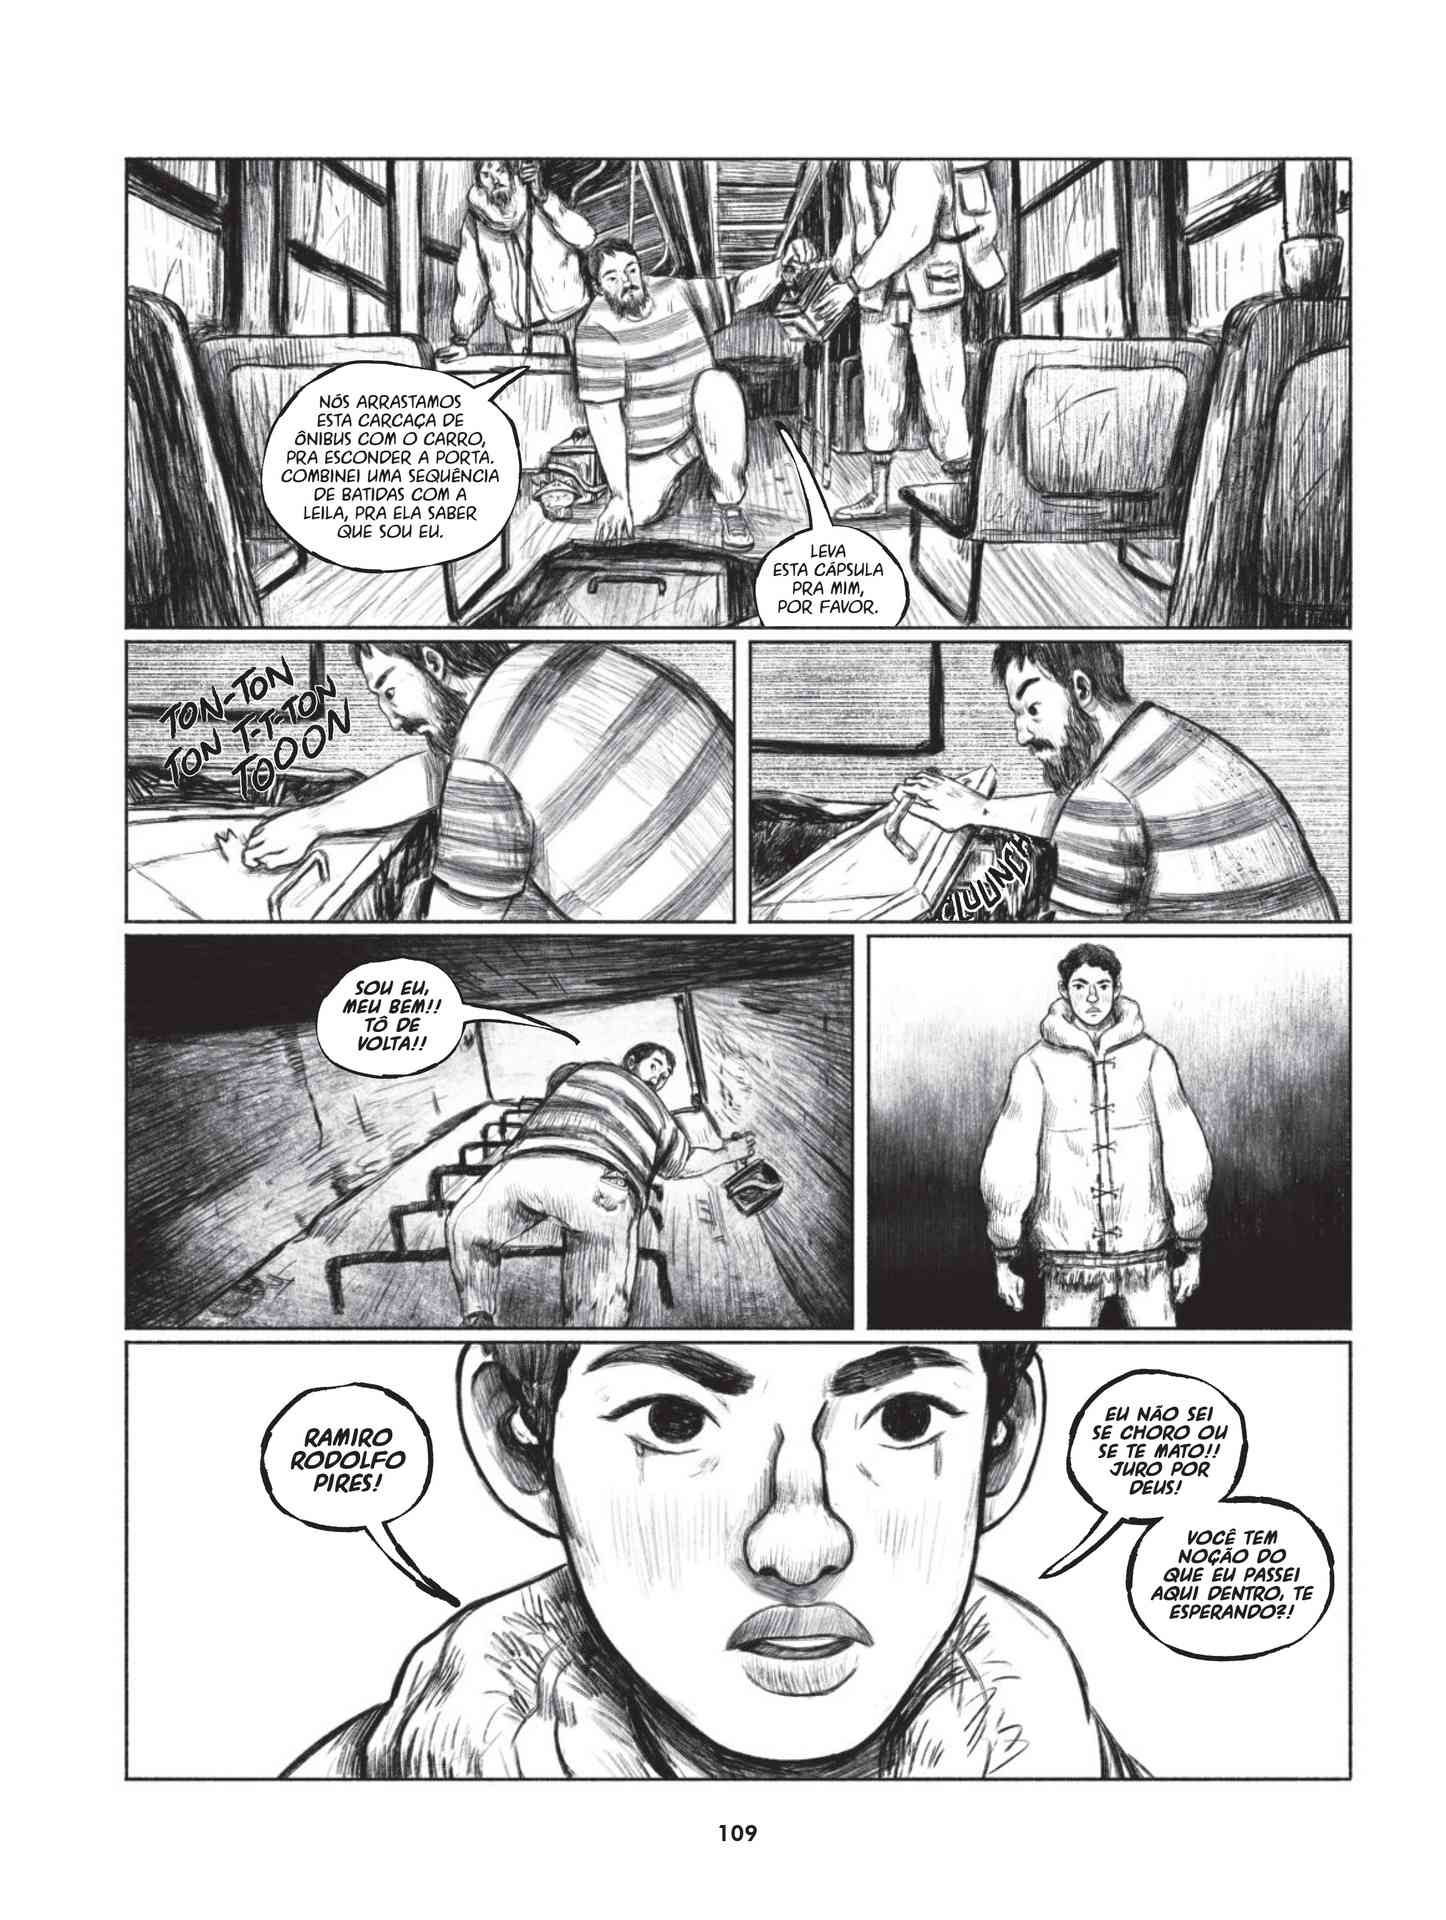 NÓS ARRASTAMOS
ESTA CARCAÇA DE
ÔNIBUS COM O CARRO,
PRA ESCONDER A PORTA.
COMBINEI UMA SEQUÊNCIA
DE BATIDAS COM A
LEILA, PRA ELA SABER
QUE SOU EU.
LEVA
ESTA CÁPSULA
PRA MIM,
POR FAVOR.
TON-TON
TON T-T-TON
TOOON
SOU EU,
MEU BEM!!
TÔ DE
VOLTA!!
RAMIRO
RODOLFO
PIRES!
EU NÃO SEI
SE CHORO OU
SE TE MATO!!
JURO POR
DEUS!
VOCÊ TEM
NOÇÃO DO
QUE EU PASSEI
AQUI DENTRO, TE
ESPERANDO?!
109